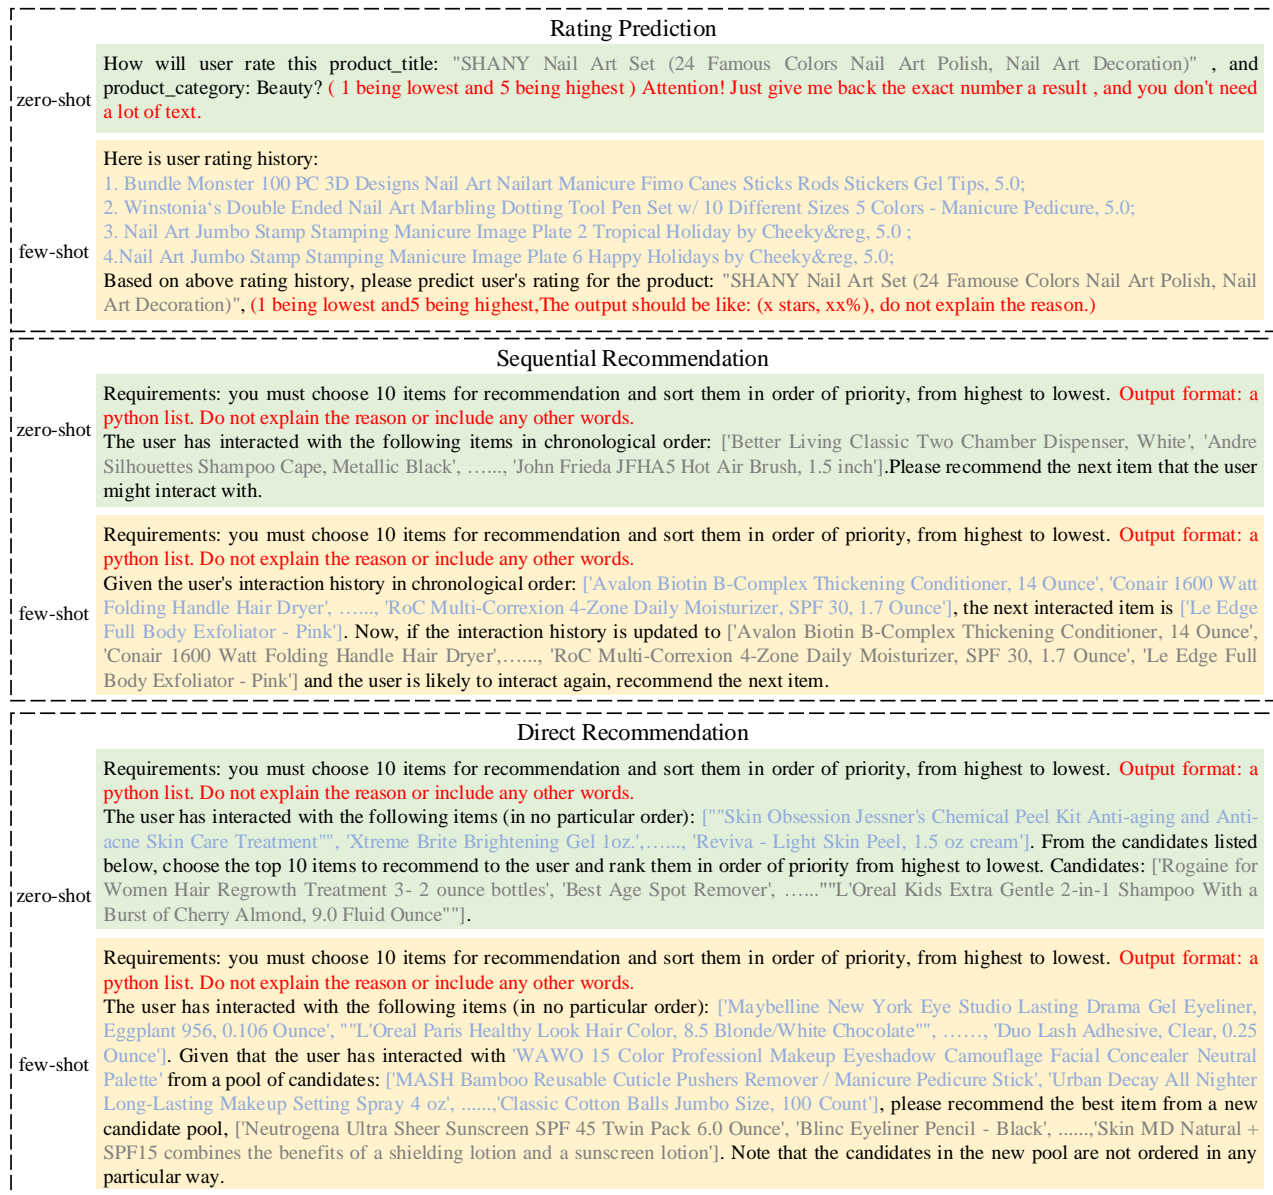 Rating Prediction
zero-shot
How will user rate this product_title: "SHANY Nail Art Set (24 Famous Colors Nail Art Polish, Nail Art Decoration)" , and
product_category: Beauty? ( 1 being lowest and 5 being highest ) Attention! Just give me back the exact number a result , and you don't need
a lot of text.
few-shot
Here is user rating history:
1. Bundle Monster 100 PC 3D Designs Nail Art Nailart Manicure Fimo Canes Sticks Rods Stickers Gel Tips, 5.0;
2. Winstonia‘s Double Ended Nail Art Marbling Dotting Tool Pen Set w/ 10 Different Sizes 5 Colors - Manicure Pedicure, 5.0;
3. Nail Art Jumbo Stamp Stamping Manicure Image Plate 2 Tropical Holiday by Cheeky&reg, 5.0 ;
4.Nail Art Jumbo Stamp Stamping Manicure Image Plate 6 Happy Holidays by Cheeky&reg, 5.0;
Based on above rating history, please predict user's rating for the product: "SHANY Nail Art Set (24 Famouse Colors Nail Art Polish, Nail
Art Decoration)", (1 being lowest and5 being highest,The output should be like: (x stars, xx%), do not explain the reason.)
Sequential Recommendation
zero-shot
Requirements: you must choose 10 items for recommendation and sort them in order of priority, from highest to lowest. Output format: a
python list. Do not explain the reason or include any other words.
The user has interacted with the following items in chronological order: ['Better Living Classic Two Chamber Dispenser, White', 'Andre
Silhouettes Shampoo Cape, Metallic Black', …..., 'John Frieda JFHA5 Hot Air Brush, 1.5 inch'].Please recommend the next item that the user
might interact with.
few-shot
Requirements: you must choose 10 items for recommendation and sort them in order of priority, from highest to lowest. Output format: a
python list. Do not explain the reason or include any other words.
Given the user's interaction history in chronological order: ['Avalon Biotin B-Complex Thickening Conditioner, 14 Ounce', 'Conair 1600 Watt
Folding Handle Hair Dryer', …..., 'RoC Multi-Correxion 4-Zone Daily Moisturizer, SPF 30, 1.7 Ounce'], the next interacted item is ['Le Edge
Full Body Exfoliator - Pink']. Now, if the interaction history is updated to ['Avalon Biotin B-Complex Thickening Conditioner, 14 Ounce',
'Conair 1600 Watt Folding Handle Hair Dryer',…..., 'RoC Multi-Correxion 4-Zone Daily Moisturizer, SPF 30, 1.7 Ounce', 'Le Edge Full
Body Exfoliator - Pink'] and the user is likely to interact again, recommend the next item.
Direct Recommendation
zero-shot
Requirements: you must choose 10 items for recommendation and sort them in order of priority, from highest to lowest. Output format: a
python list. Do not explain the reason or include any other words.
The user has interacted with the following items (in no particular order): [""Skin Obsession Jessner's Chemical Peel Kit Anti-aging and Anti-
acne Skin Care Treatment"", 'Xtreme Brite Brightening Gel 1oz.',…..., 'Reviva - Light Skin Peel, 1.5 oz cream']. From the candidates listed
below, choose the top 10 items to recommend to the user and rank them in order of priority from highest to lowest. Candidates: ['Rogaine for
Women Hair Regrowth Treatment 3- 2 ounce bottles', 'Best Age Spot Remover', …...""L'Oreal Kids Extra Gentle 2-in-1 Shampoo With a
Burst of Cherry Almond, 9.0 Fluid Ounce""].
few-shot
Requirements: you must choose 10 items for recommendation and sort them in order of priority, from highest to lowest. Output format: a
python list. Do not explain the reason or include any other words.
The user has interacted with the following items (in no particular order): ['Maybelline New York Eye Studio Lasting Drama Gel Eyeliner,
Eggplant 956, 0.106 Ounce', ""L'Oreal Paris Healthy Look Hair Color, 8.5 Blonde/White Chocolate"", ……, 'Duo Lash Adhesive, Clear, 0.25
Ounce']. Given that the user has interacted with 'WAWO 15 Color Professionl Makeup Eyeshadow Camouflage Facial Concealer Neutral
Palette' from a pool of candidates: ['MASH Bamboo Reusable Cuticle Pushers Remover / Manicure Pedicure Stick', 'Urban Decay All Nighter
Long-Lasting Makeup Setting Spray 4 oz', ......,'Classic Cotton Balls Jumbo Size, 100 Count'], please recommend the best item from a new
candidate pool, ['Neutrogena Ultra Sheer Sunscreen SPF 45 Twin Pack 6.0 Ounce', 'Blinc Eyeliner Pencil - Black', ......,'Skin MD Natural +
SPF15 combines the benefits of a shielding lotion and a sunscreen lotion']. Note that the candidates in the new pool are not ordered in any
particular way.